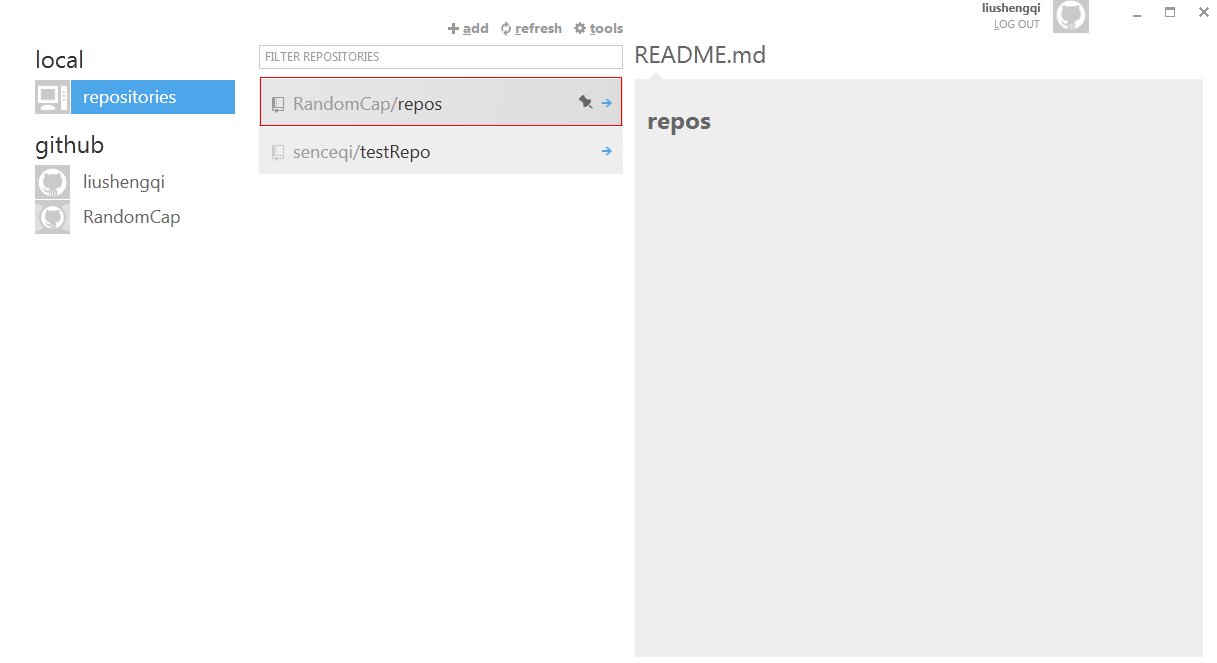 liushengqi
LOG OUT
add refresh tools
local
repositories
github
liushengqi
RandomCap
FILTER REPOSITORIES
RandomCap/repos
senceqi/testRepo
README.md
repos